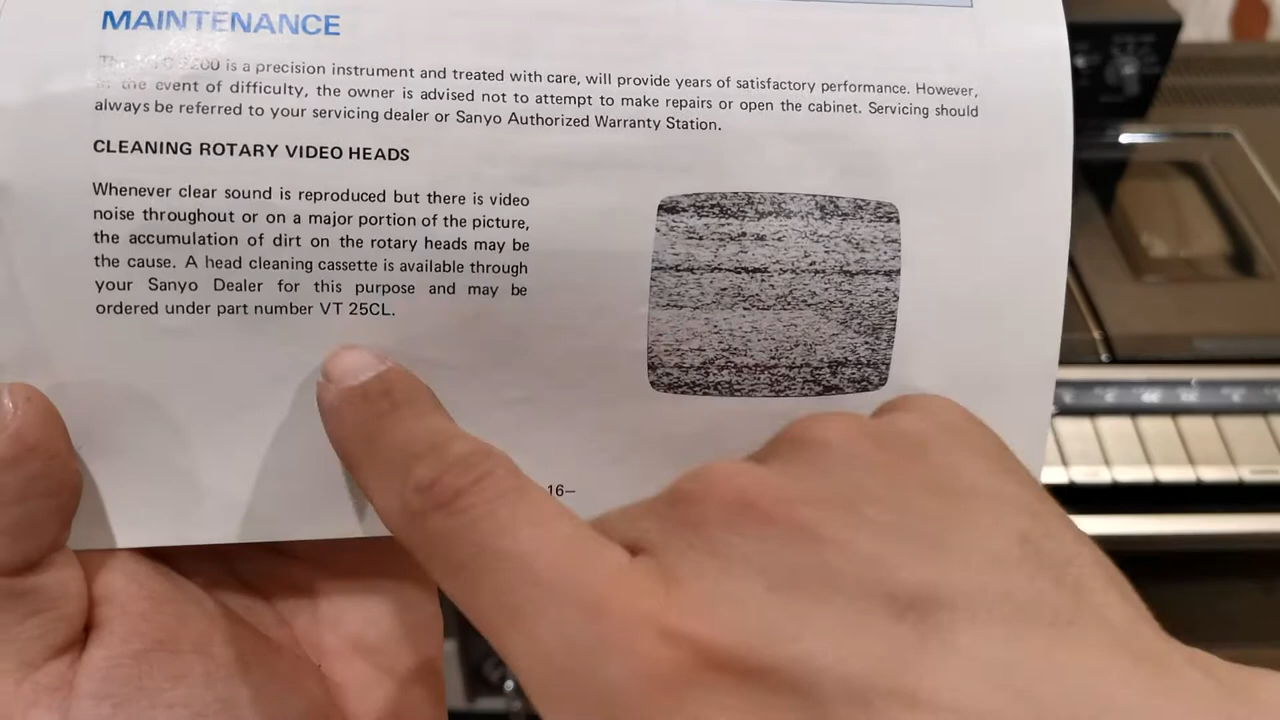 MAINTENANCE
is a precision instrument and treated with care, will provide years of satisfactory performance. However,
the event of difficulty, the owner is advised not to attempt to make repairs or open the cabinet. Servicing should
always be referred to your servicing dealer or Sanyo Authorized Warranty Station.
CLEANING ROTARY VIDEO HEADS
Whenever clear sound is reproduced but there is video
noise throughout or on a major portion of the picture,
the accumulation of dirt on the rotary heads may be
the cause. A head cleaning cassette is available through
your Sanyo Dealer for this purpose and may be
ordered under part number VT 25CL.
16–